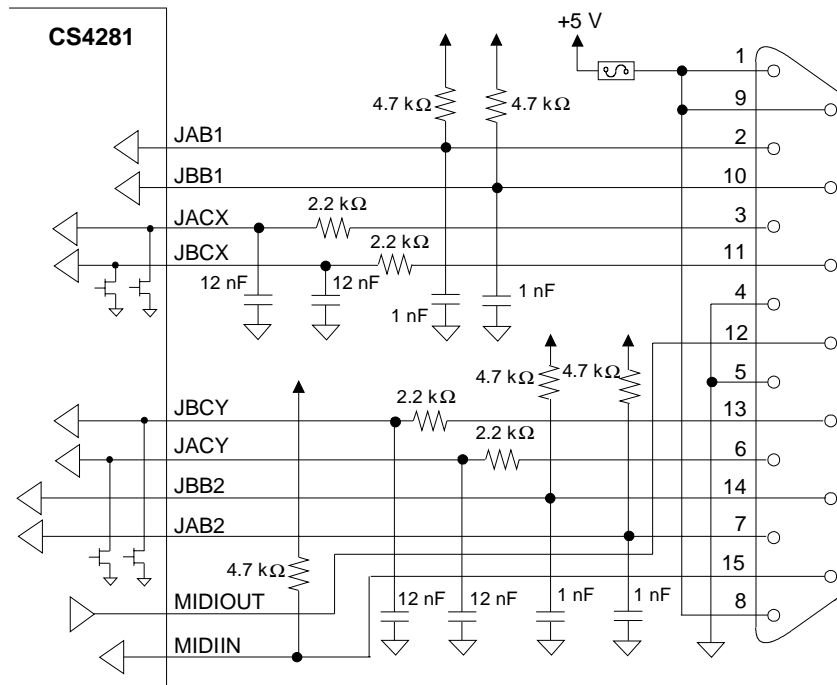 CS4281
+5 V
1
4.7 kΩ
4.7 kΩ
9
JAB1
2
JBB1
10
2.2 kΩ
JACX
3
2.2 kΩ
JBCX
11
12 nF
12 nF
1 nF
1 nF
4
12
4.7 kΩ
4.7 kΩ
5
2.2 kΩ
JBCY
13
2.2 kΩ
JACY
6
JBB2
14
JAB2
7
4.7 kΩ
15
MIDIOUT
12 nF
12 nF
1 nF
1 nF
8
MIDIIN